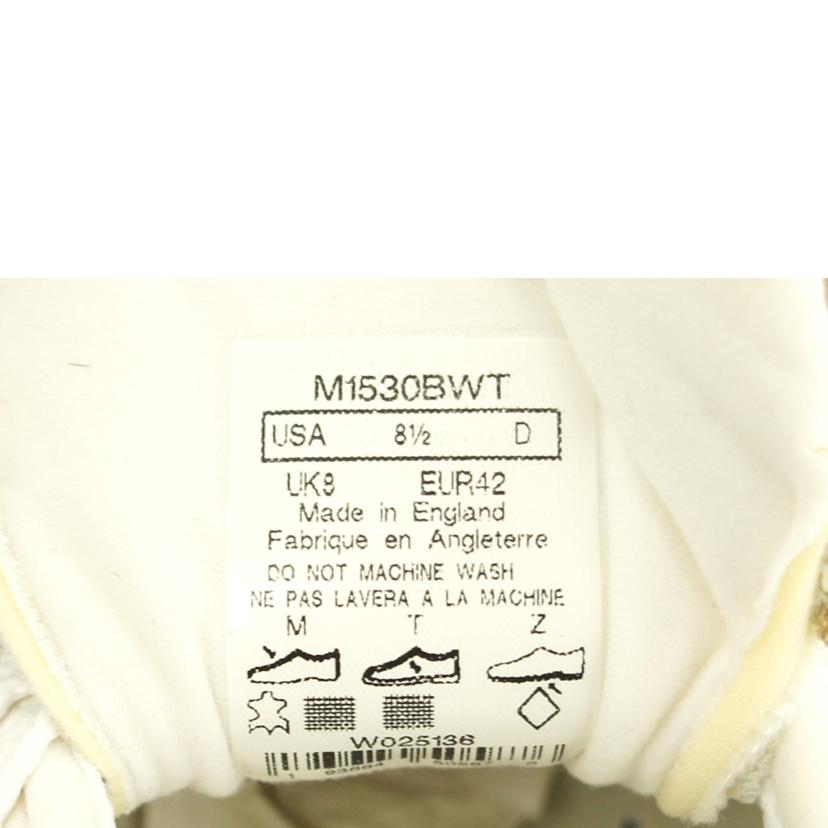 M1530BWT
USA 8½ D
UK8 EUR42
Made in England
Fabrique en Angleterre
DO NOT MACHINE WASH
NE PAS LAVERA A LA MACHINE
M T Z
W025136